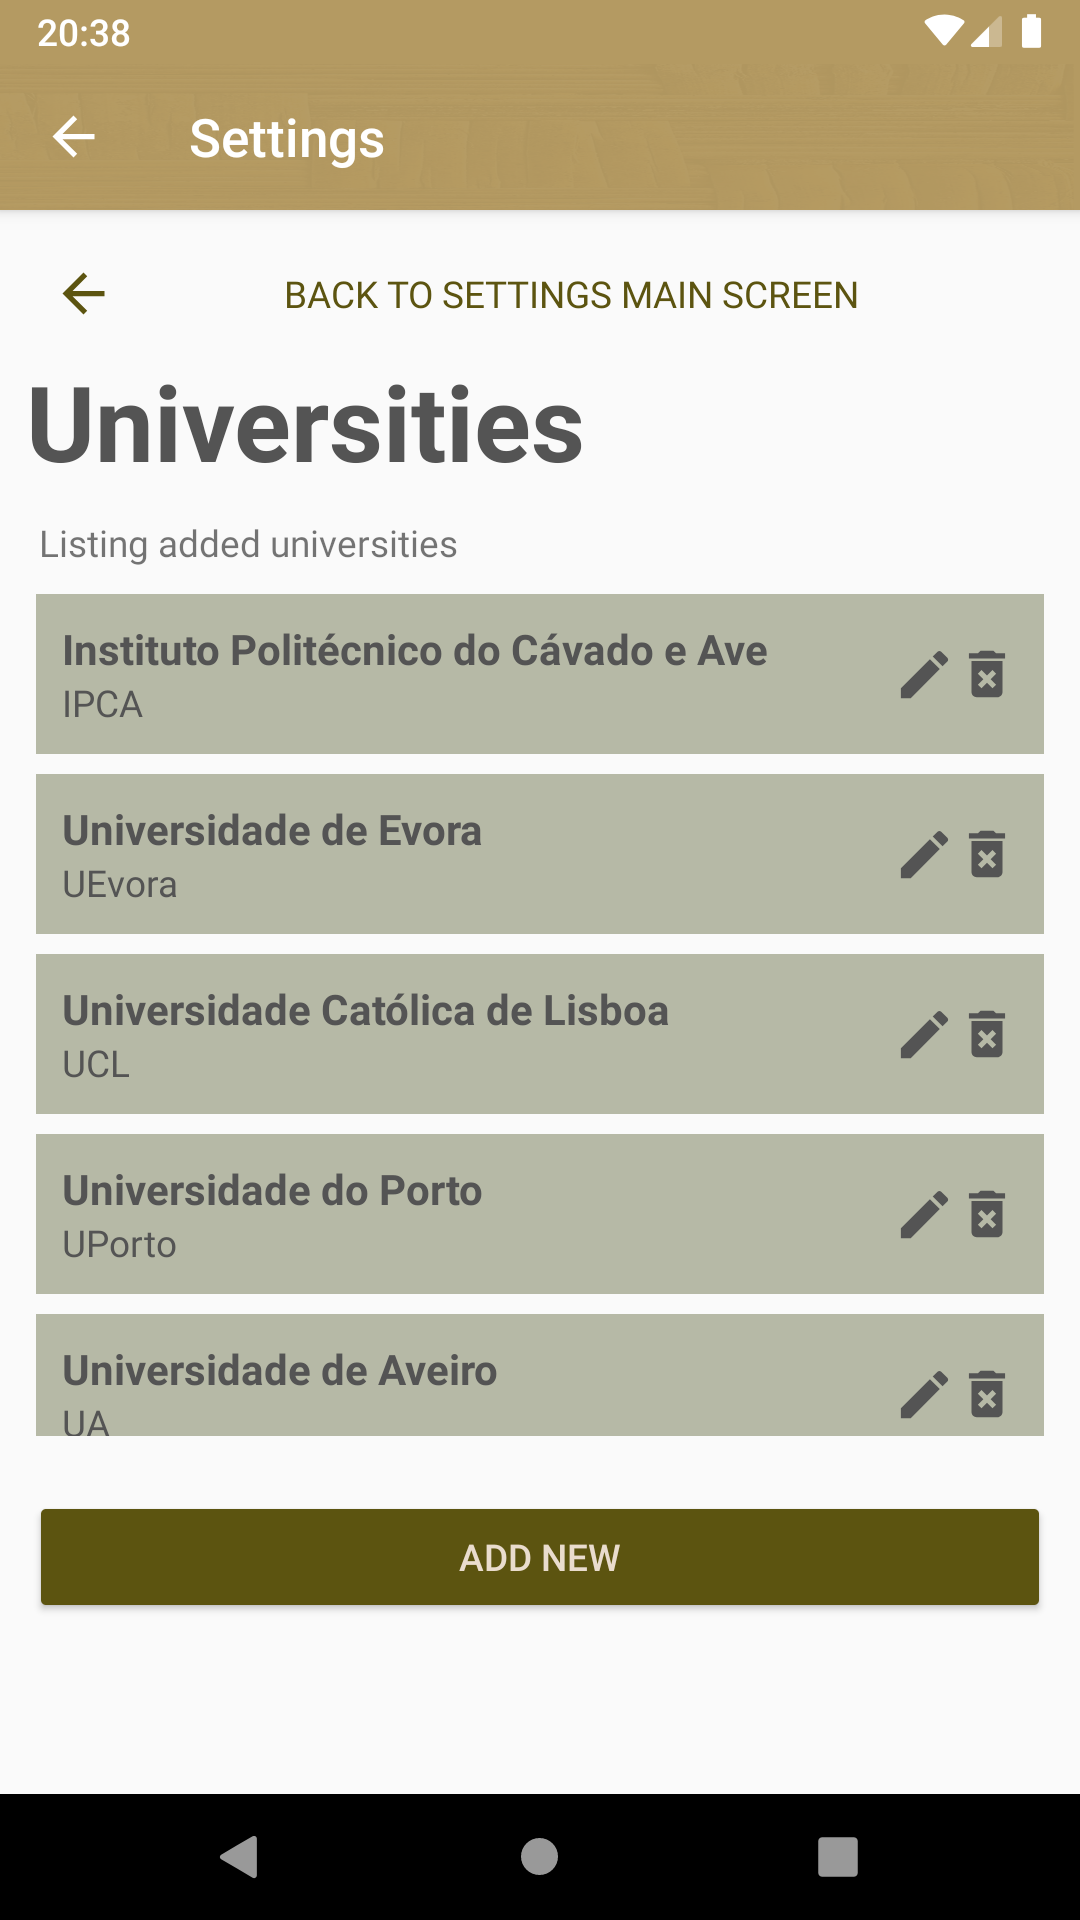 20:38
Settings
BACK TO SETTINGS MAIN SCREEN
Universities
Listing added universities
Instituto Politécnico do Cávado e Ave
IPCA
Universidade de Evora
UEvora
Universidade Católica de Lisboa
UCL
Universidade do Porto
UPorto
Universidade de Aveiro
UA
ADD NEW